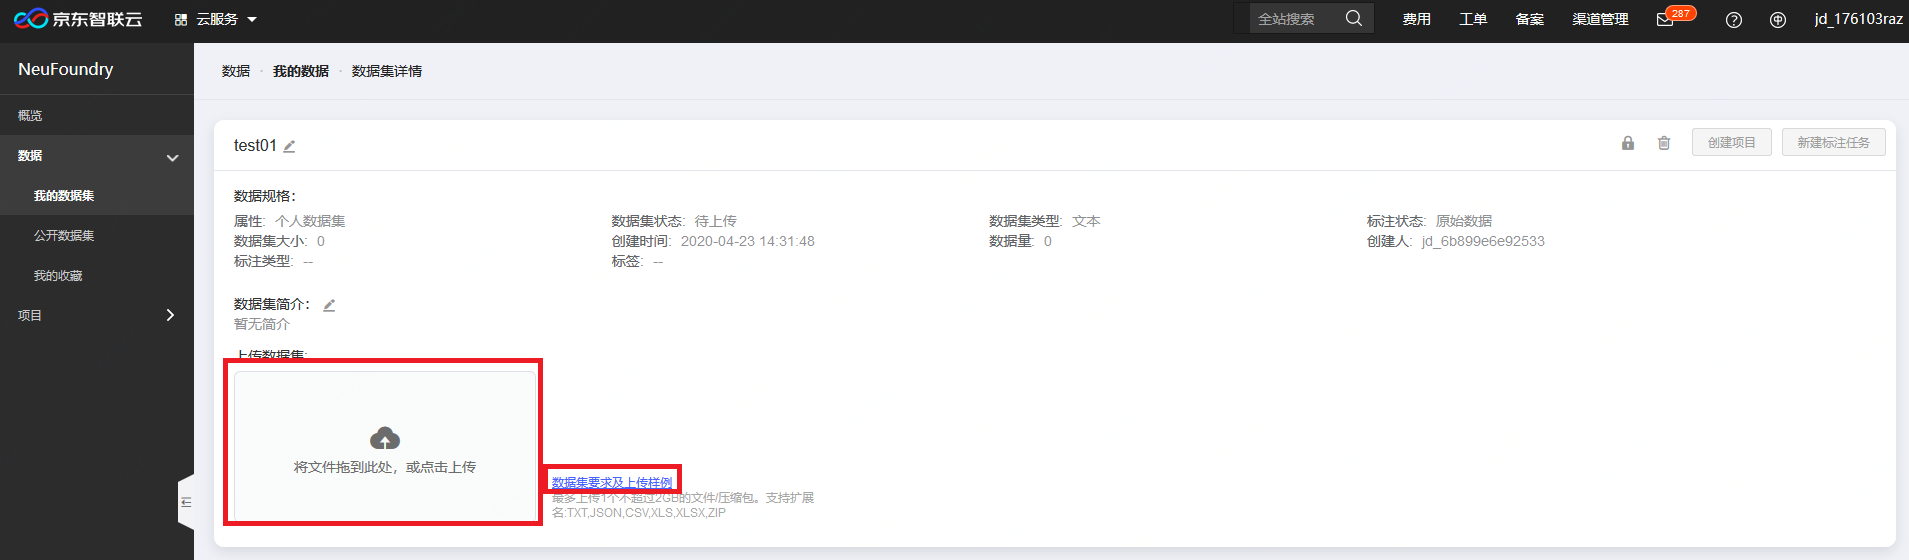 京东智联云 云服务 全站搜索 费用 工单 备案 渠道管理 287 jd_176103raz
NeuFoundry
概览
数据
我的数据集
公开数据集
我的收藏
项目
数据 · 我的数据 · 数据集详情
test01 创建项目 新建标注任务
数据规格：
属性: 个人数据集 数据集状态: 待上传 数据集类型: 文本 标注状态: 原始数据
数据集大小: 0 创建时间: 2020-04-23 14:31:48 数据量: 0 创建人: jd_6b899e6e92533
标注类型: -- 标签: --
数据集简介：
暂无简介
上传数据集:
将文件拖到此处，或点击上传
数据集要求及上传样例
最多上传1个不超过2GB的文件/压缩包。支持扩展
名:TXT,JSON,CSV,XLS,XLSX,ZIP